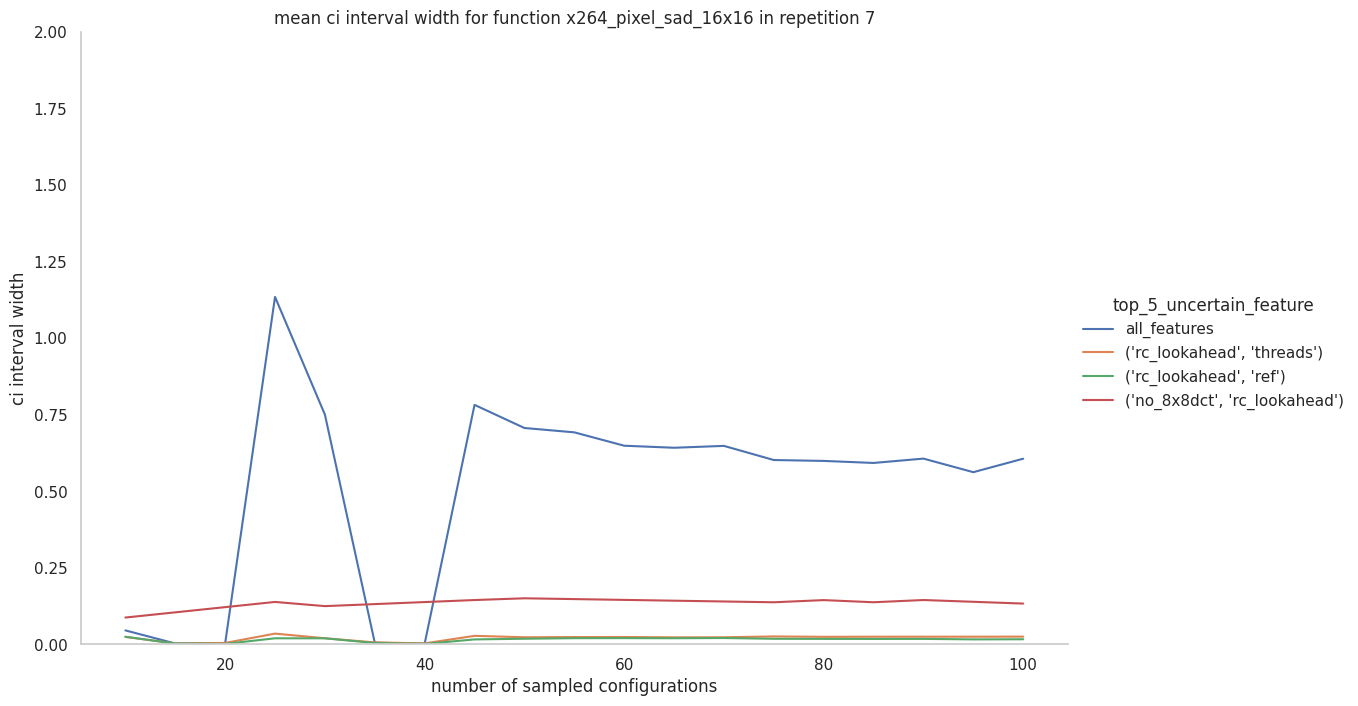 mean ci interval width for function x264_pixel_sad_16x16 in repetition 7
2.00
1.75
1.50
1.25
1.00
0.75
0.50
0.25
0.00
ci interval width
20
40
60
80
100
number of sampled configurations
top_5_uncertain_feature
all_features
('rc_lookahead', 'threads')
('rc_lookahead', 'ref')
('no_8x8dct', 'rc_lookahead')